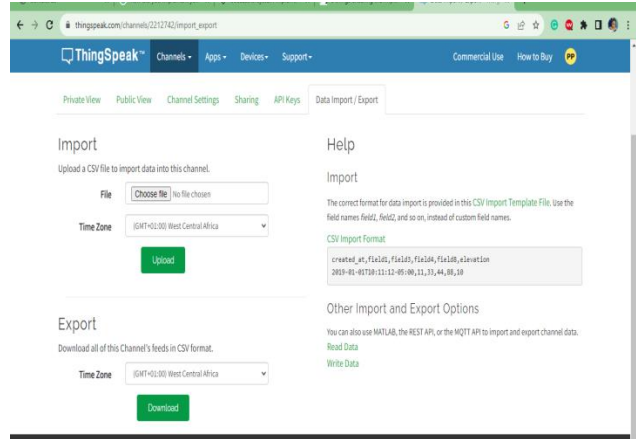 thingspeak.com/channels/2212742/import_export
ThingSpeak™ Channels Apps Devices Support Commercial Use How to Buy PP
Private View Public View Channel Settings Sharing API Keys Data Import / Export
Import
Upload a CSV file to import data into this channel.
File Choose file No file chosen
Time Zone (GMT+01:00) West Central Africa
Upload
Export
Download all of this Channel's feeds in CSV format.
Time Zone (GMT+01:00) West Central Africa
Download
Help
Import
The correct format for data import is provided in this CSV Import Template File. Use the
field names field1, field2, and so on, instead of custom field names.
CSV Import Format
created_at,field1,field3,field4,field8,elevation
2019-01-01T10:11:12-05:00,11,33,44,88,10
Other Import and Export Options
You can also use MATLAB, the REST API, or the MQTT API to import and export channel data.
Read Data
Write Data